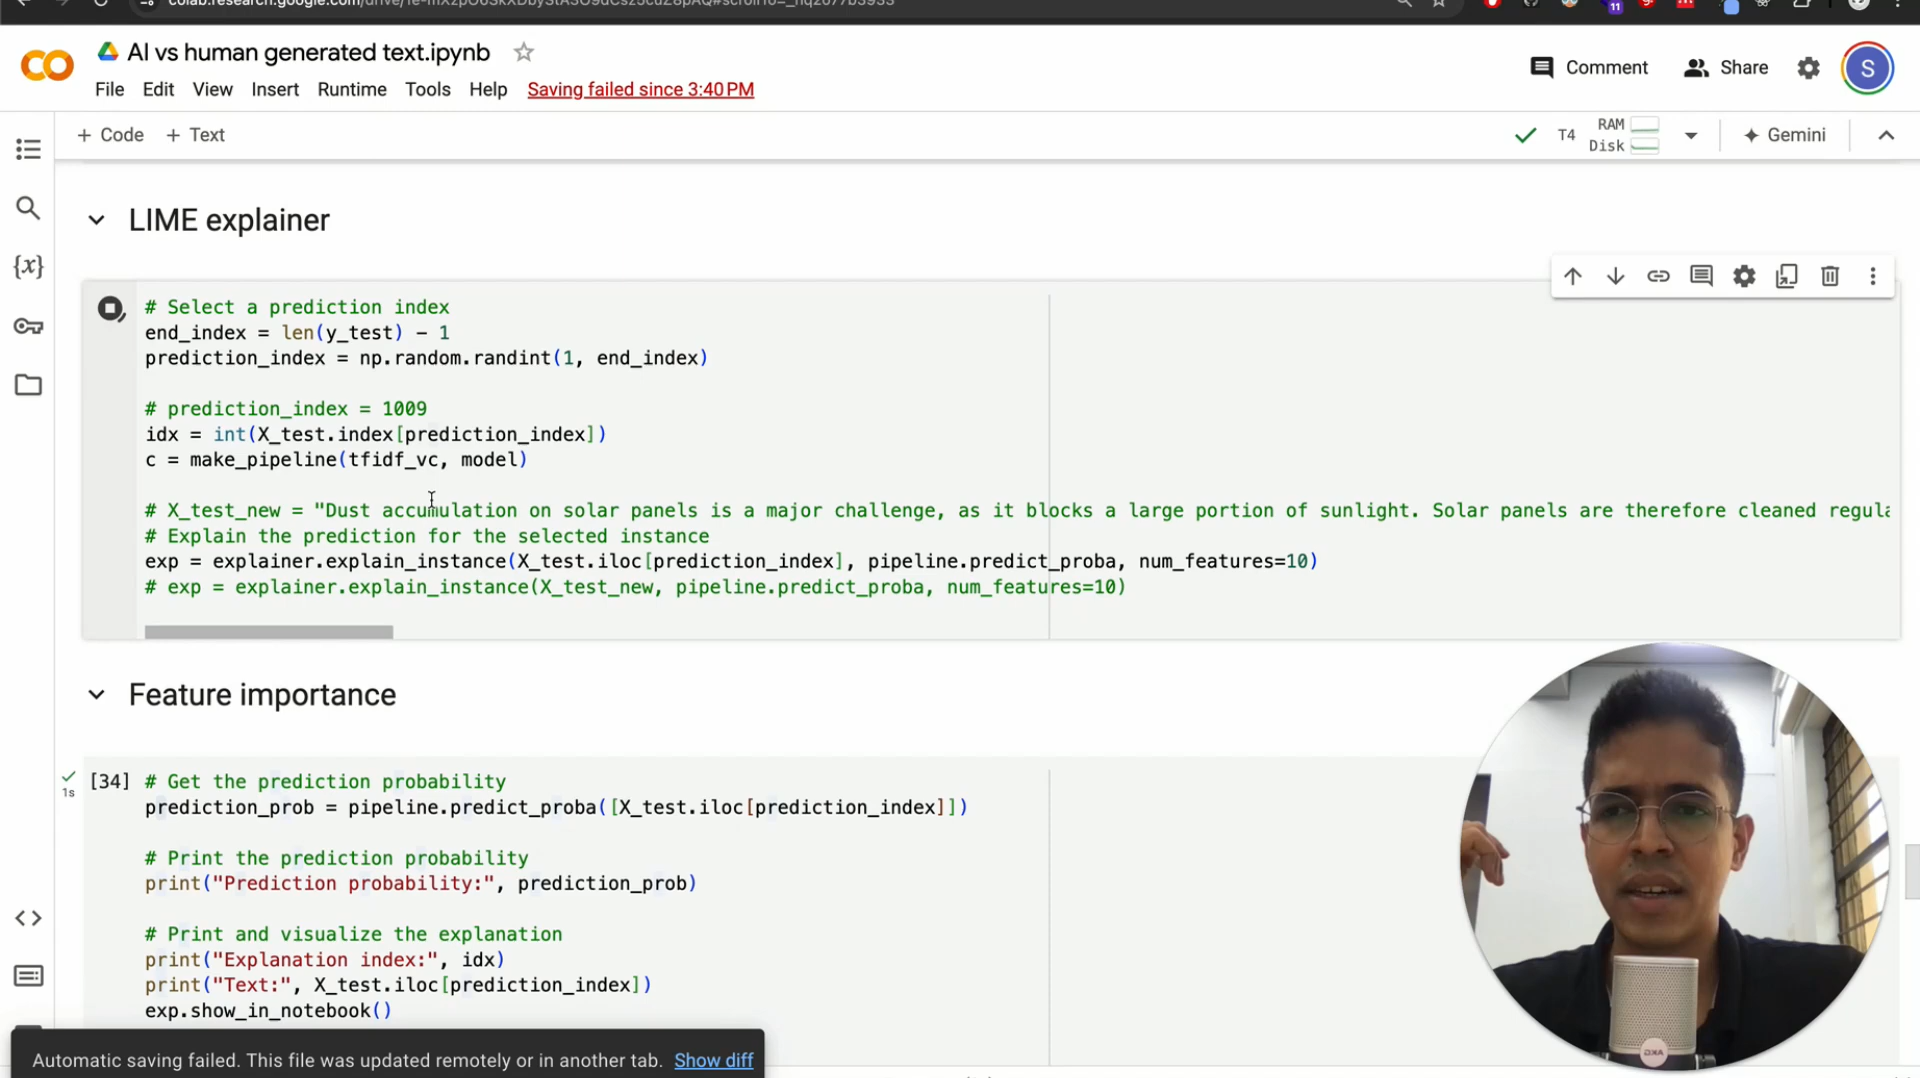 AI vs human generated text.ipynb
Comment
Share
S
11
File Edit View Insert Runtime Tools Help Saving failed since 3:40 PM
+ Code + Text
T4
RAM
Disk
Gemini
LIME explainer
{x}
# Select a prediction index
end_index = len(y_test) - 1
prediction_index = np.random.randint(1, end_index)
# prediction_index = 1009
idx = int(X_test.index[prediction_index])
c = make_pipeline(tfidf_vc, model)
# X_test_new = "Dust accumulation on solar panels is a major challenge, as it blocks a large portion of sunlight. Solar panels are therefore cleaned
# Explain the prediction for the selected instance
exp = explainer.explain_instance(X_test.iloc[prediction_index], pipeline.predict_proba, num_features=10)
# exp = explainer.explain_instance(X_test_new, pipeline.predict_proba, num_features=10)
Feature importance
1s
[34] # Get the prediction probability
prediction_prob = pipeline.predict_proba([X_test.iloc[prediction_index]])
# Print the prediction probability
print("Prediction probability:", prediction_prob)
# Print and visualize the explanation
print("Explanation index:", idx)
print("Text:", X_test.iloc[prediction_index])
exp.show_in_notebook()
Automatic saving failed. This file was updated remotely or in another tab. Show diff